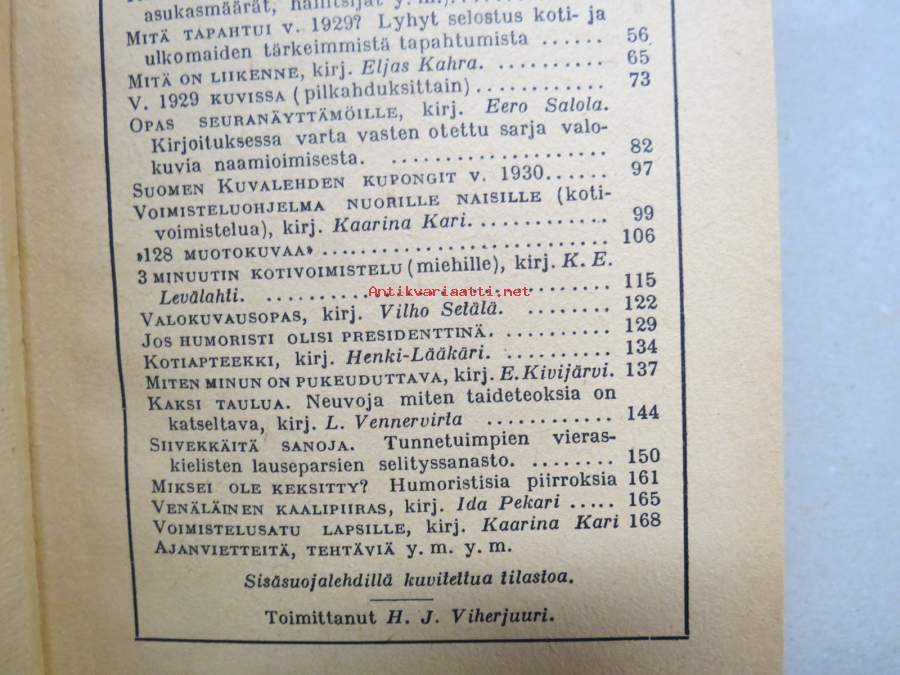 asukasmäärät, hallitsijat y. m.).
MITÄ TAPAHTUI v. 1929? Lyhyt selostus koti- ja
ulkomaiden tärkeimmistä tapahtumista ...... 56
MITÄ ON LIIKENNE, kirj. Eljas Kahra. .......... 65
V. 1929 KUVISSA (pilkahduksittain)............ 73
OPAS SEURANÄYTTÄMÖILLE, kirj. Eero Salola.
Kirjoituksessa varta vasten otettu sarja valo-
kuvia naamioimisesta. .................... 82
SUOMEN KUVALEHDEN KUPONGIT v. 1930...... 97
VOIMISTELUOHJELMA NUORILLE NAISILLE (koti-
voimistelua), kirj. Kaarina Kari............. 99
»128 MUOTOKUVAA» .......................... 106
3 MINUUTIN KOTIVOIMISTELU (miehille), kirj. K. E.
Levälahti. ................................ 115
Antikvariaatti.net
VALOKUVAUSOPAS, kirj. Vilho Setälä. ........ 122
JOS HUMORISTI OLISI PRESIDENTTINÄ. .......... 129
KOTIAPTEEKKI, kirj. Henki-Lääkäri. .......... 134
MITEN MINUN ON PUKEUDUTTAVA, kirj. E. Kivijärvi. 137
KAKSI TAULUA. Neuvoja miten taideteoksia on
katseltava, kirj. L. Vennervirta ............ 144
SIIVEKKÄITÄ SANOJA. Tunnetuimpien vieras-
kielisten lauseparsien selityssanasto. ........ 150
MIKSEI OLE KEKSITTY? Humoristisia piirroksia 161
VENÄLÄINEN KAALIPIIRAS, kirj. Ida Pekari ..... 165
VOIMISTELUSATU LAPSILLE, kirj. Kaarina Kari 168
AJANVIETTEITÄ, TEHTÄVIÄ y. m. y. m.
Sisäsuojalehdillä kuvitettua tilastoa.
Toimittanut H. J. Viherjuuri.